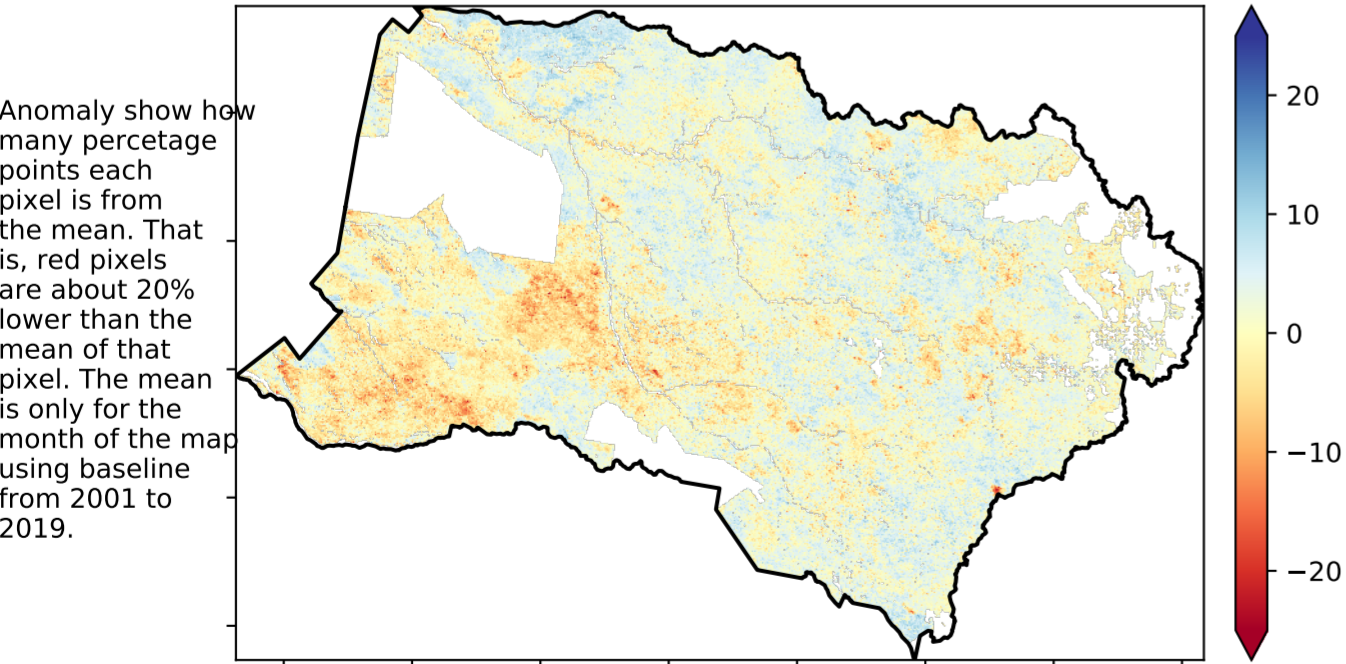 Anomaly show how
many percetage
points each
pixel is from
the mean. That
is, red pixels
are about 20%
lower than the
mean of that
pixel. The mean
is only for the
month of the map
using baseline
from 2001 to
2019.
20
10
0
−10
−20